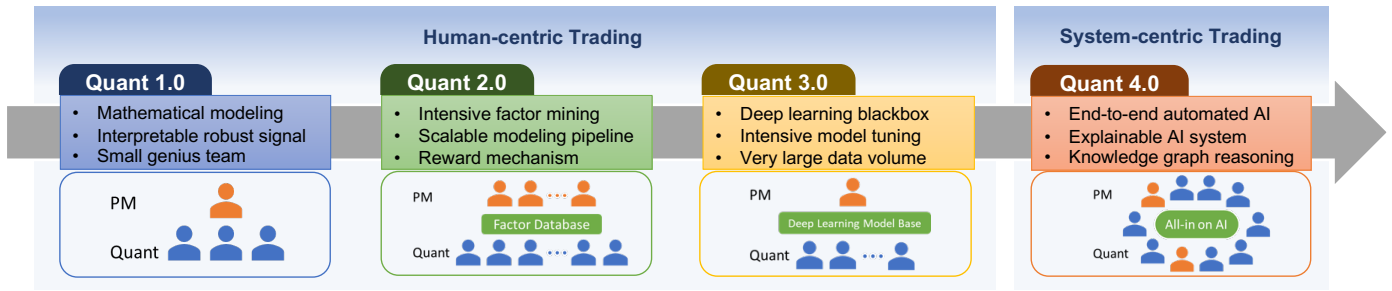 Human-centric Trading
System-centric Trading
Quant 1.0
• Mathematical modeling
• Interpretable robust signal
• Small genius team
PM
Quant
Quant 2.0
• Intensive factor mining
• Scalable modeling pipeline
• Reward mechanism
PM
Factor Database
Quant
Quant 3.0
• Deep learning blackbox
• Intensive model tuning
• Very large data volume
PM
Deep Learning Model Base
Quant
Quant 4.0
• End-to-end automated AI
• Explainable AI system
• Knowledge graph reasoning
PM
All-in on AI
Quant